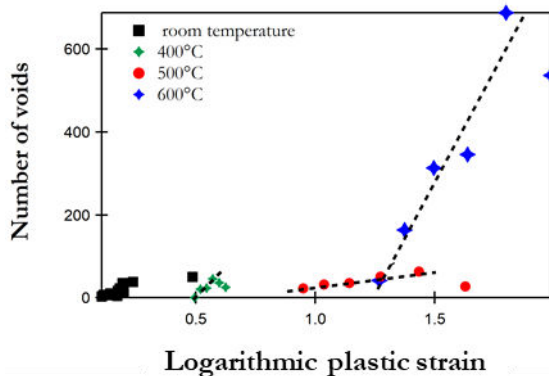 Number of voids
600
400
200
0
room temperature
400°C
500°C
600°C
0.5
1.0
1.5
Logarithmic plastic strain